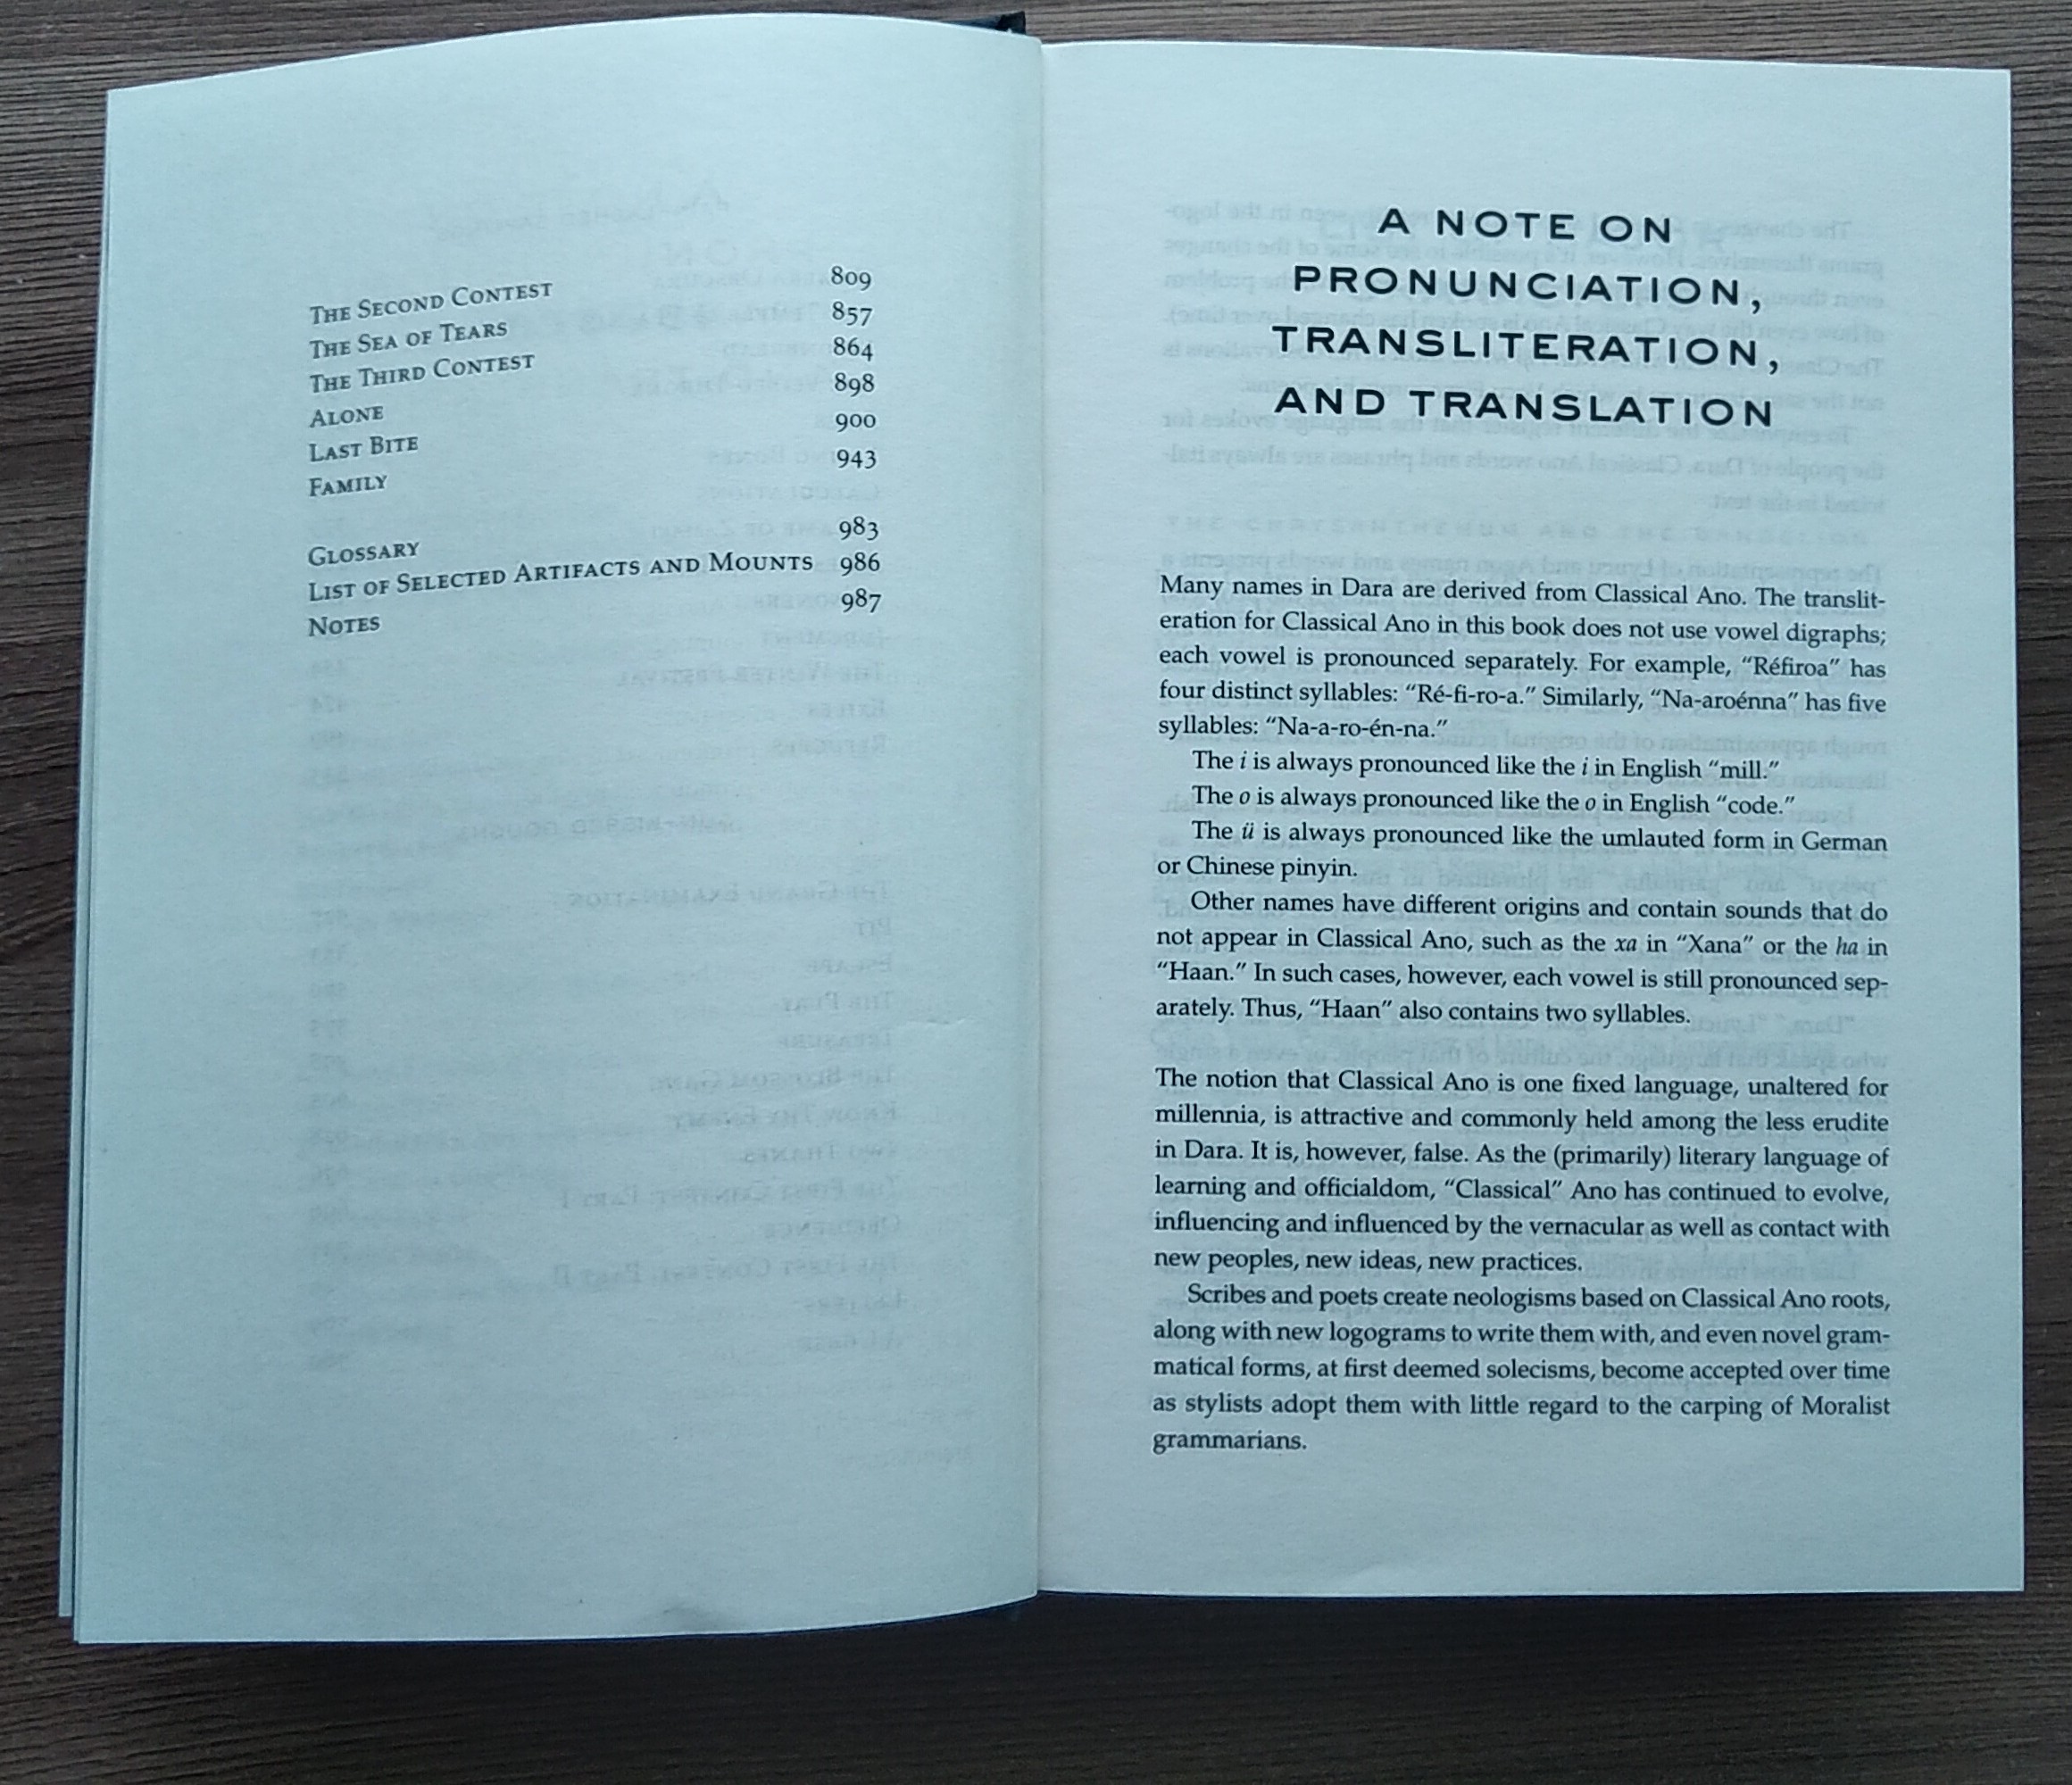 The Second Contest 809
The Sea of Tears 857
The Third Contest 864
Alone 898
Last Bite 900
Family 943
Glossary 983
List of Selected Artifacts and Mounts 986
Notes 987
A NOTE ON
PRONUNCIATION,
TRANSLITERATION,
AND TRANSLATION
Many names in Dara are derived from Classical Ano. The translit-
eration for Classical Ano in this book does not use vowel digraphs;
each vowel is pronounced separately. For example, “Réfiroa” has
four distinct syllables: “Ré-fi-ro-a.” Similarly, “Na-aroénna” has five
syllables: “Na-a-ro-én-na.”
The i is always pronounced like the i in English “mill.”
The o is always pronounced like the o in English “code.”
The ü is always pronounced like the umlauted form in German
or Chinese pinyin.
Other names have different origins and contain sounds that do
not appear in Classical Ano, such as the xa in “Xana” or the ha in
“Haan.” In such cases, however, each vowel is still pronounced sep-
arately. Thus, “Haan” also contains two syllables.
The notion that Classical Ano is one fixed language, unaltered for
millennia, is attractive and commonly held among the less erudite
in Dara. It is, however, false. As the (primarily) literary language of
learning and officialdom, “Classical” Ano has continued to evolve,
influencing and influenced by the vernacular as well as contact with
new peoples, new ideas, new practices.
Scribes and poets create neologisms based on Classical Ano roots,
along with new logograms to write them with, and even novel gram-
matical forms, at first deemed solecisms, become accepted over time
as stylists adopt them with little regard to the carping of Moralist
grammarians.